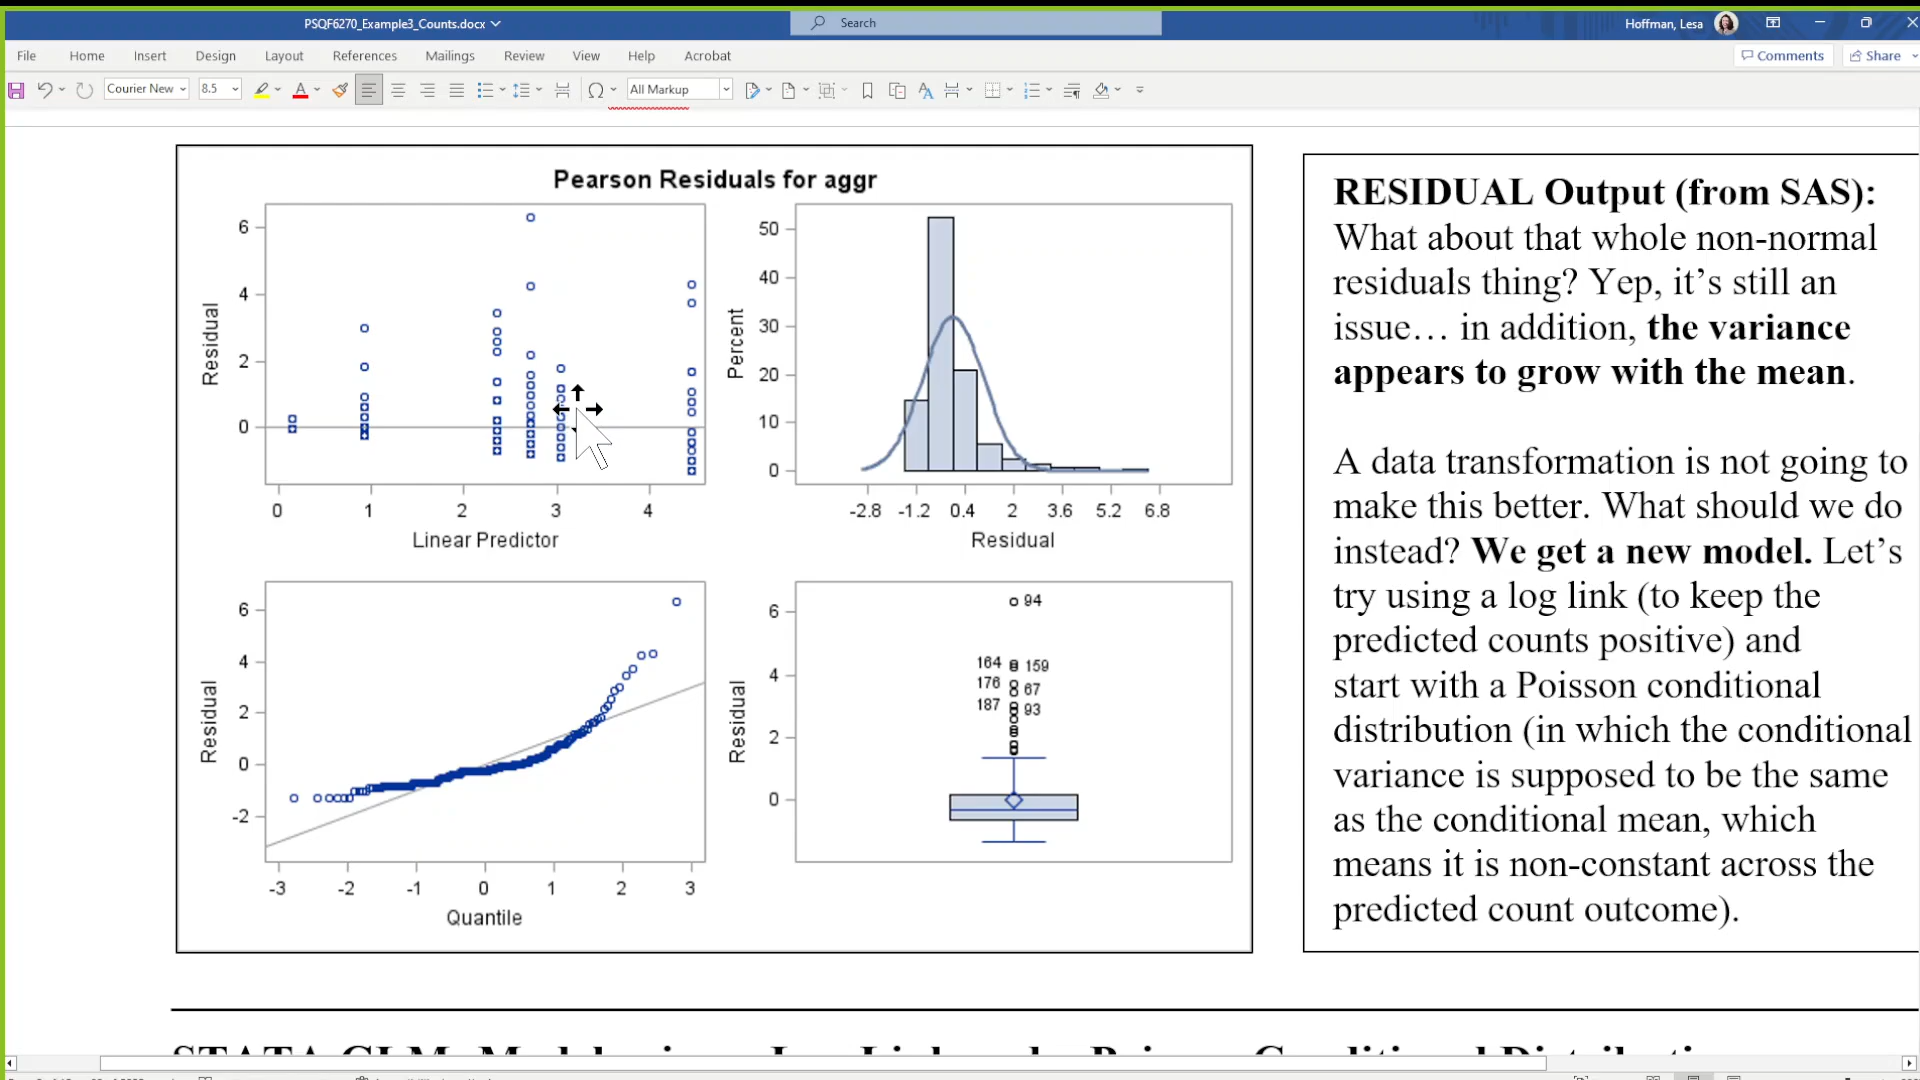 PSQF6270_Example3_Counts.docx
Search
Hoffman, Lesa
File Home Insert Design Layout References Mailings Review View Help Acrobat
Comments Share
Courier New 8.5 All Markup
Pearson Residuals for aggr
Residual
6
4
2
0
0 1 2 3 4
Linear Predictor
Percent
50
40
30
20
10
0
-2.8 -1.2 0.4 2 3.6 5.2 6.8
Residual
Residual
6
4
2
0
-2
-3 -2 -1 0 1 2 3
Quantile
Residual
6
4
2
0
94
164 159
176 67
187 93
RESIDUAL Output (from SAS):
What about that whole non-normal
residuals thing? Yep, it’s still an
issue… in addition, the variance
appears to grow with the mean.
A data transformation is not going to
make this better. What should we do
instead? We get a new model. Let’s
try using a log link (to keep the
predicted counts positive) and
start with a Poisson conditional
distribution (in which the conditional
variance is supposed to be the same
as the conditional mean, which
means it is non-constant across the
predicted count outcome).